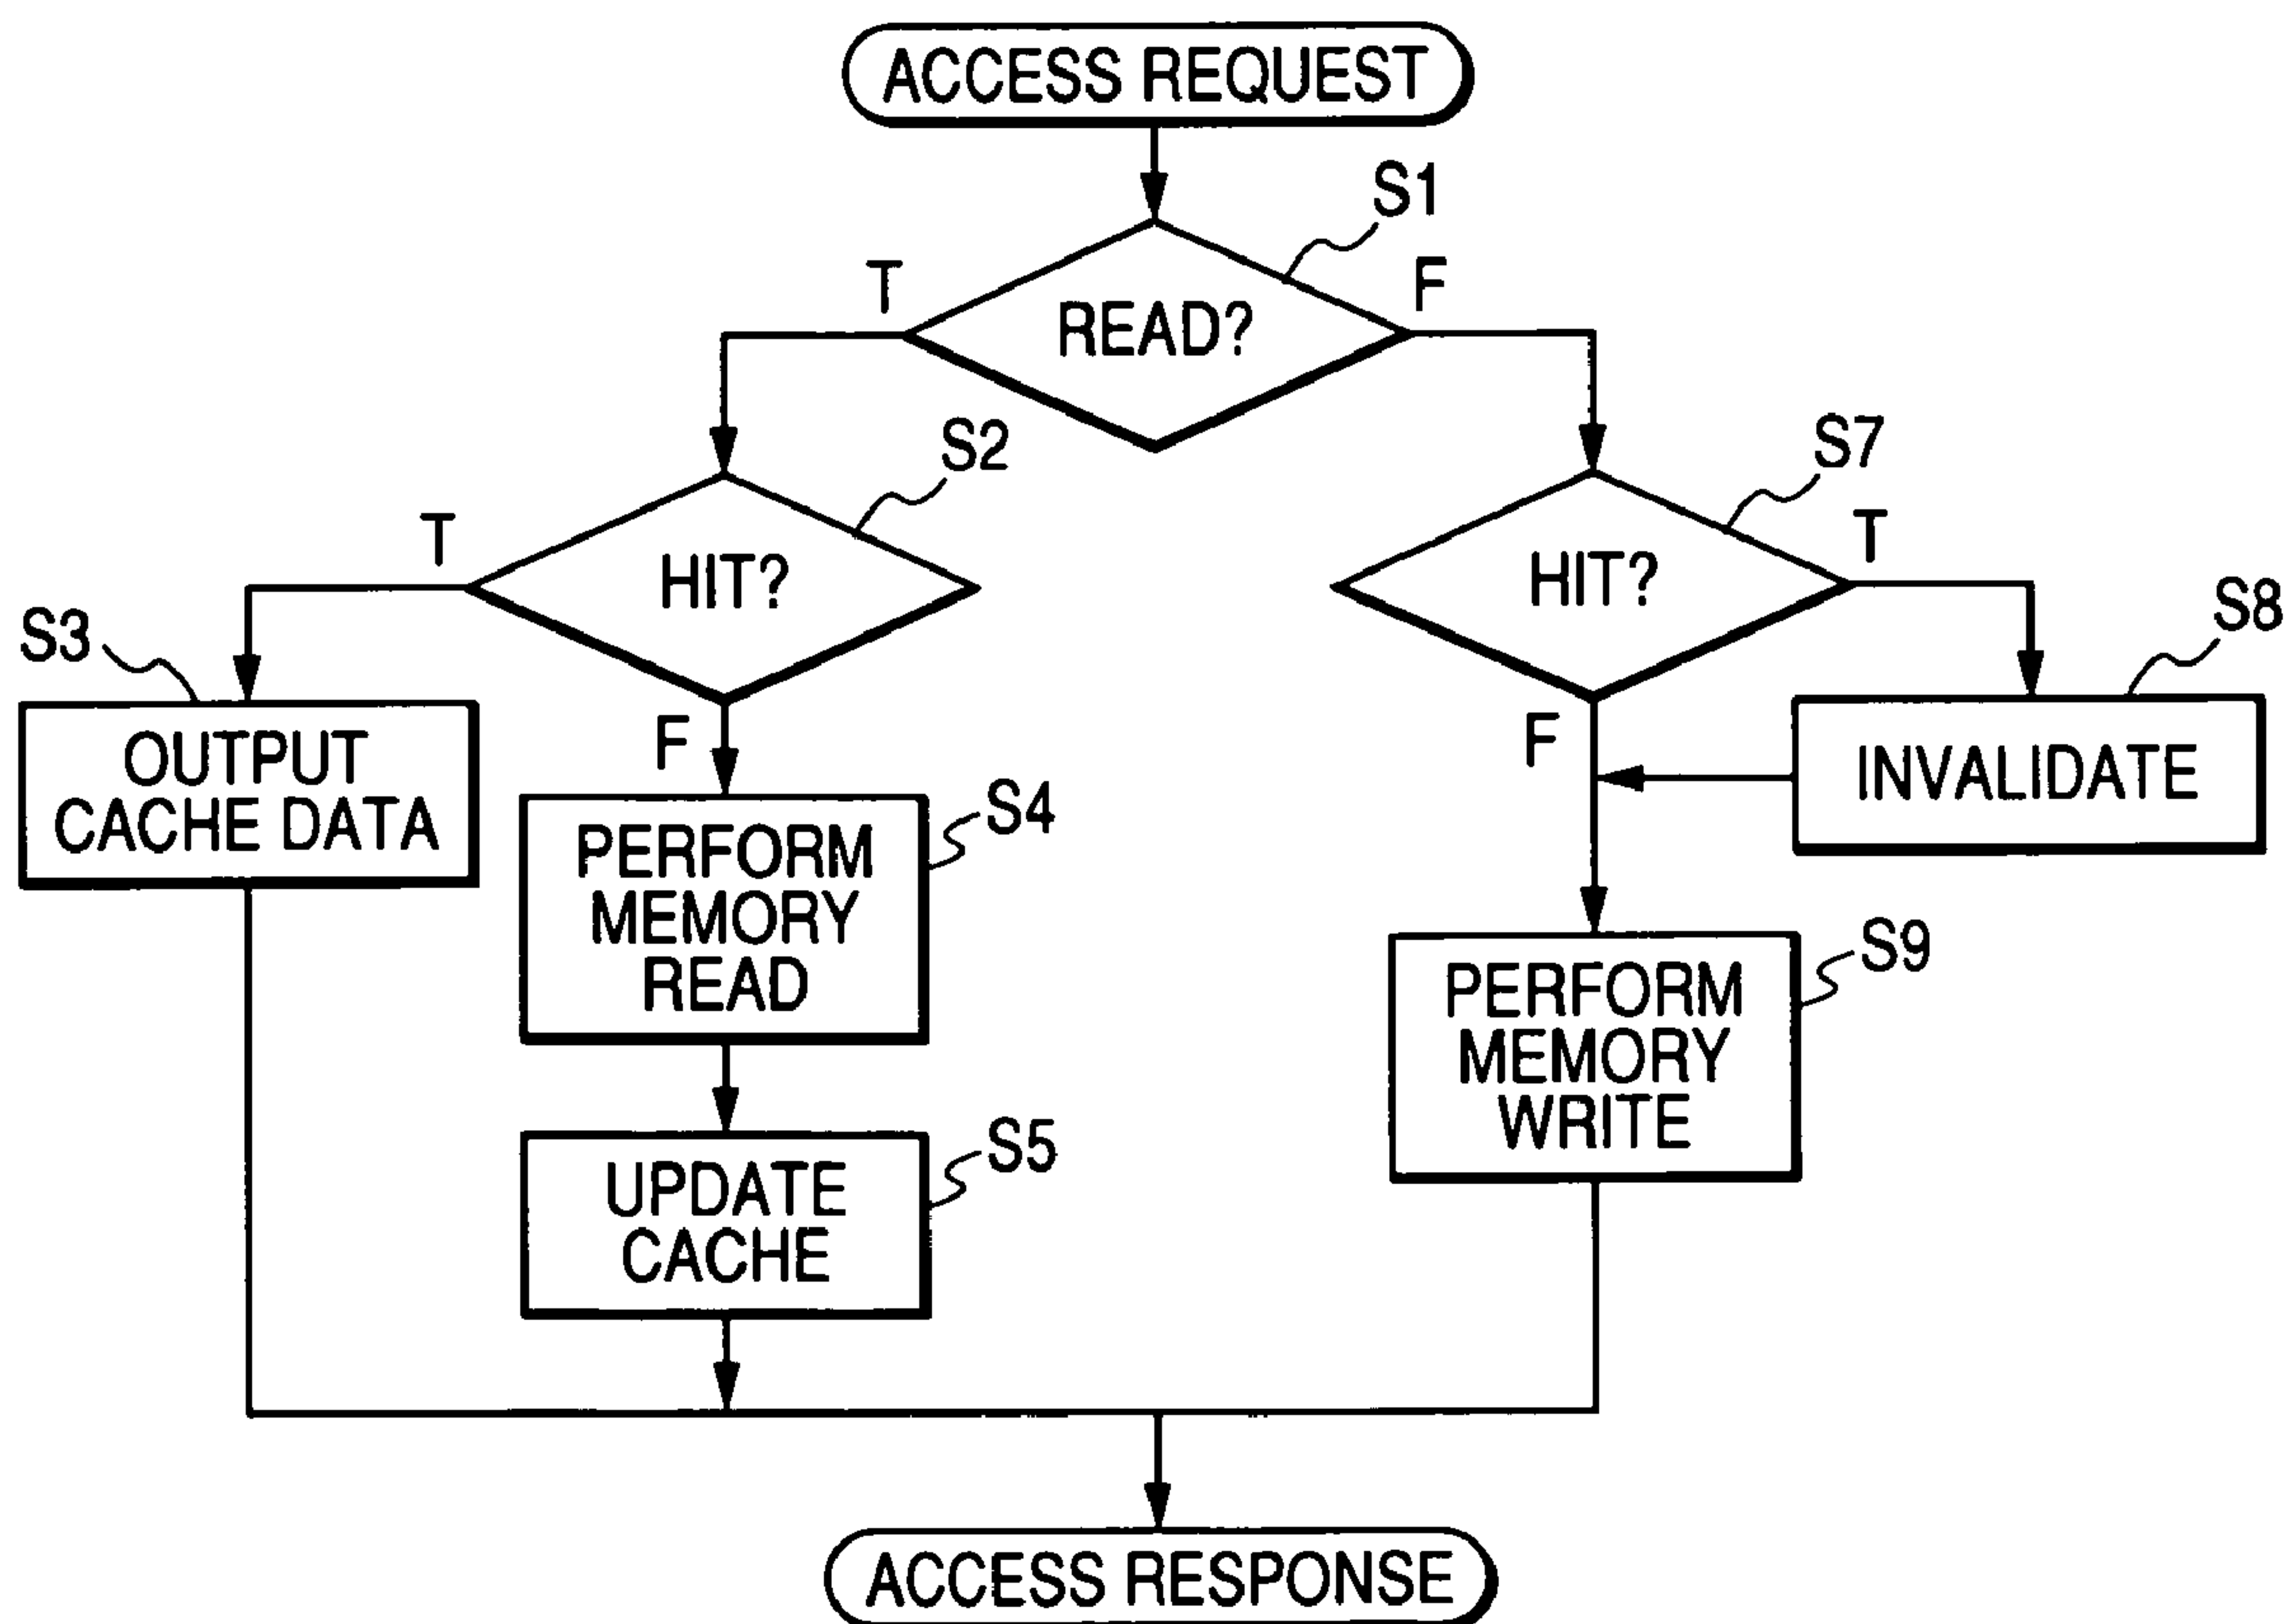 ACCESS REQUEST
S1
T
F
READ?
S2
S7
T
HIT?
HIT?
T
S3
S8
OUTPUT
CACHE DATA
F
F
INVALIDATE
S4
PERFORM
MEMORY
READ
S9
PERFORM
MEMORY
WRITE
S5
UPDATE
CACHE
ACCESS RESPONSE